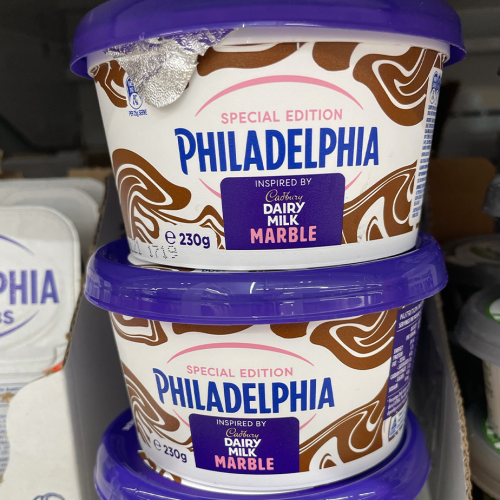 SPECIAL EDITION
PHILADELPHIA
INSPIRED BY
Cadbury
DAIRY
MILK
MARBLE
e 230g
1719
PHIA
SPECIAL EDITION
PHILADELPHIA
INSPIRED BY
Cadbury
DAIRY
MILK
MARBLE
e 230g